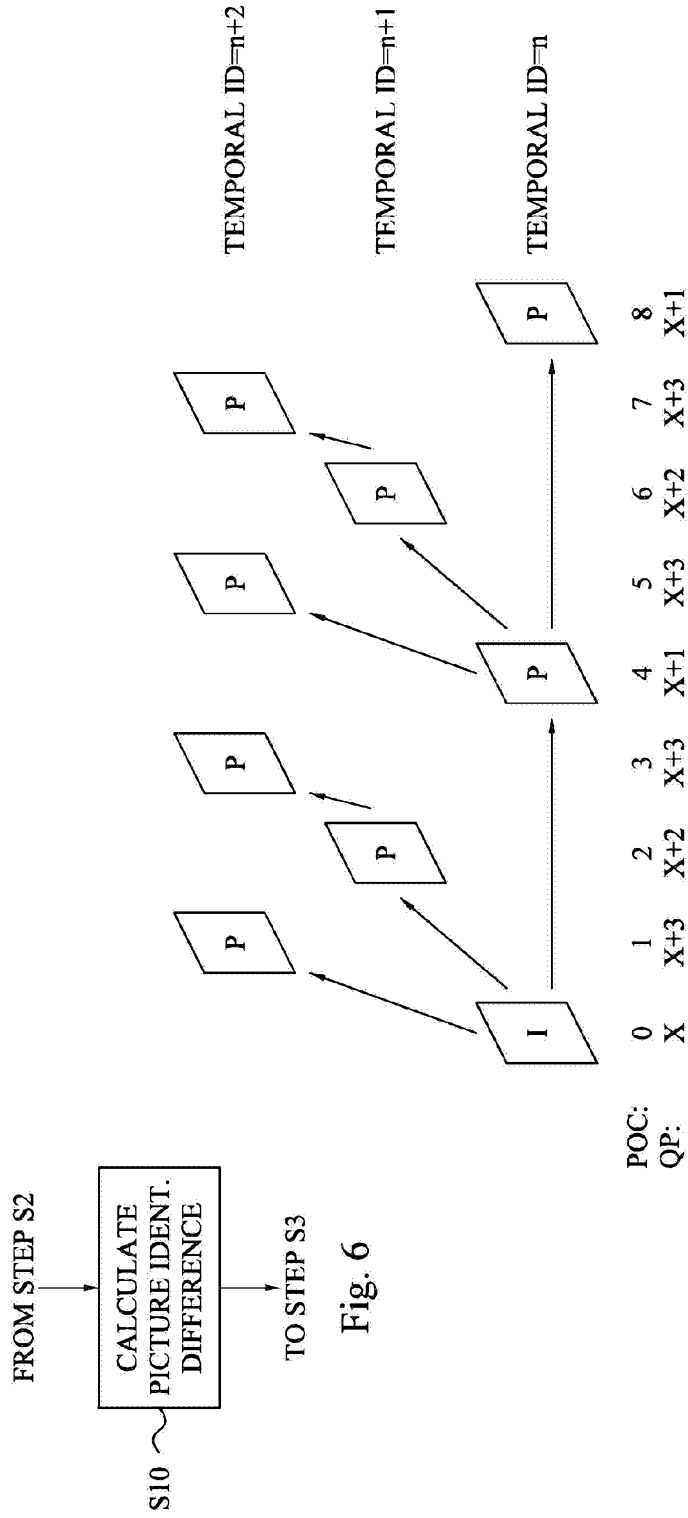 FROM STEP S2
CALCULATE
PICTURE IDENT.
DIFFERENCE
S10
TO STEP S3
Fig. 6
P P P P TEMPORAL ID=n+2
P P TEMPORAL ID=n+1
I P P TEMPORAL ID=n
POC: 0 1 2 3 4 5 6 7 8
QP: X X+3 X+2 X+3 X+1 X+3 X+2 X+3 X+1